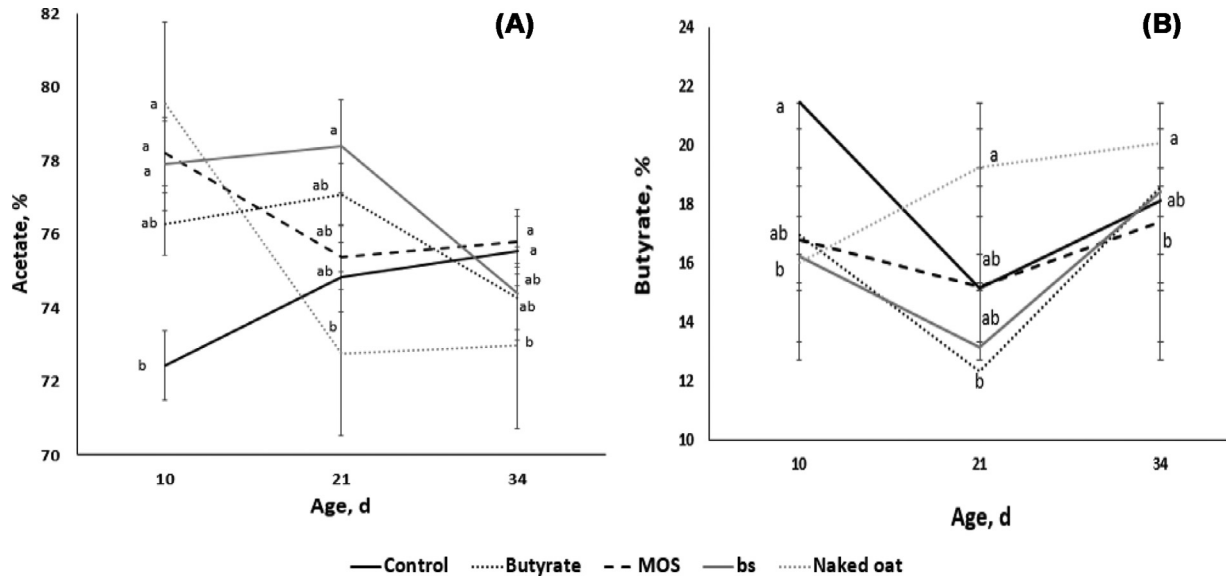 (A)
82
80
78
76
74
72
70
Acetate, %
a
a
a
ab
b
a
ab
ab
ab
b
a
a
ab
ab
b
10 21 34
Age, d
(B)
24
22
20
18
16
14
12
10
Butyrate, %
a
ab
b
a
ab
ab
b
a
ab
b
10 21 34
Age, d
Control Butyrate MOS bs Naked oat